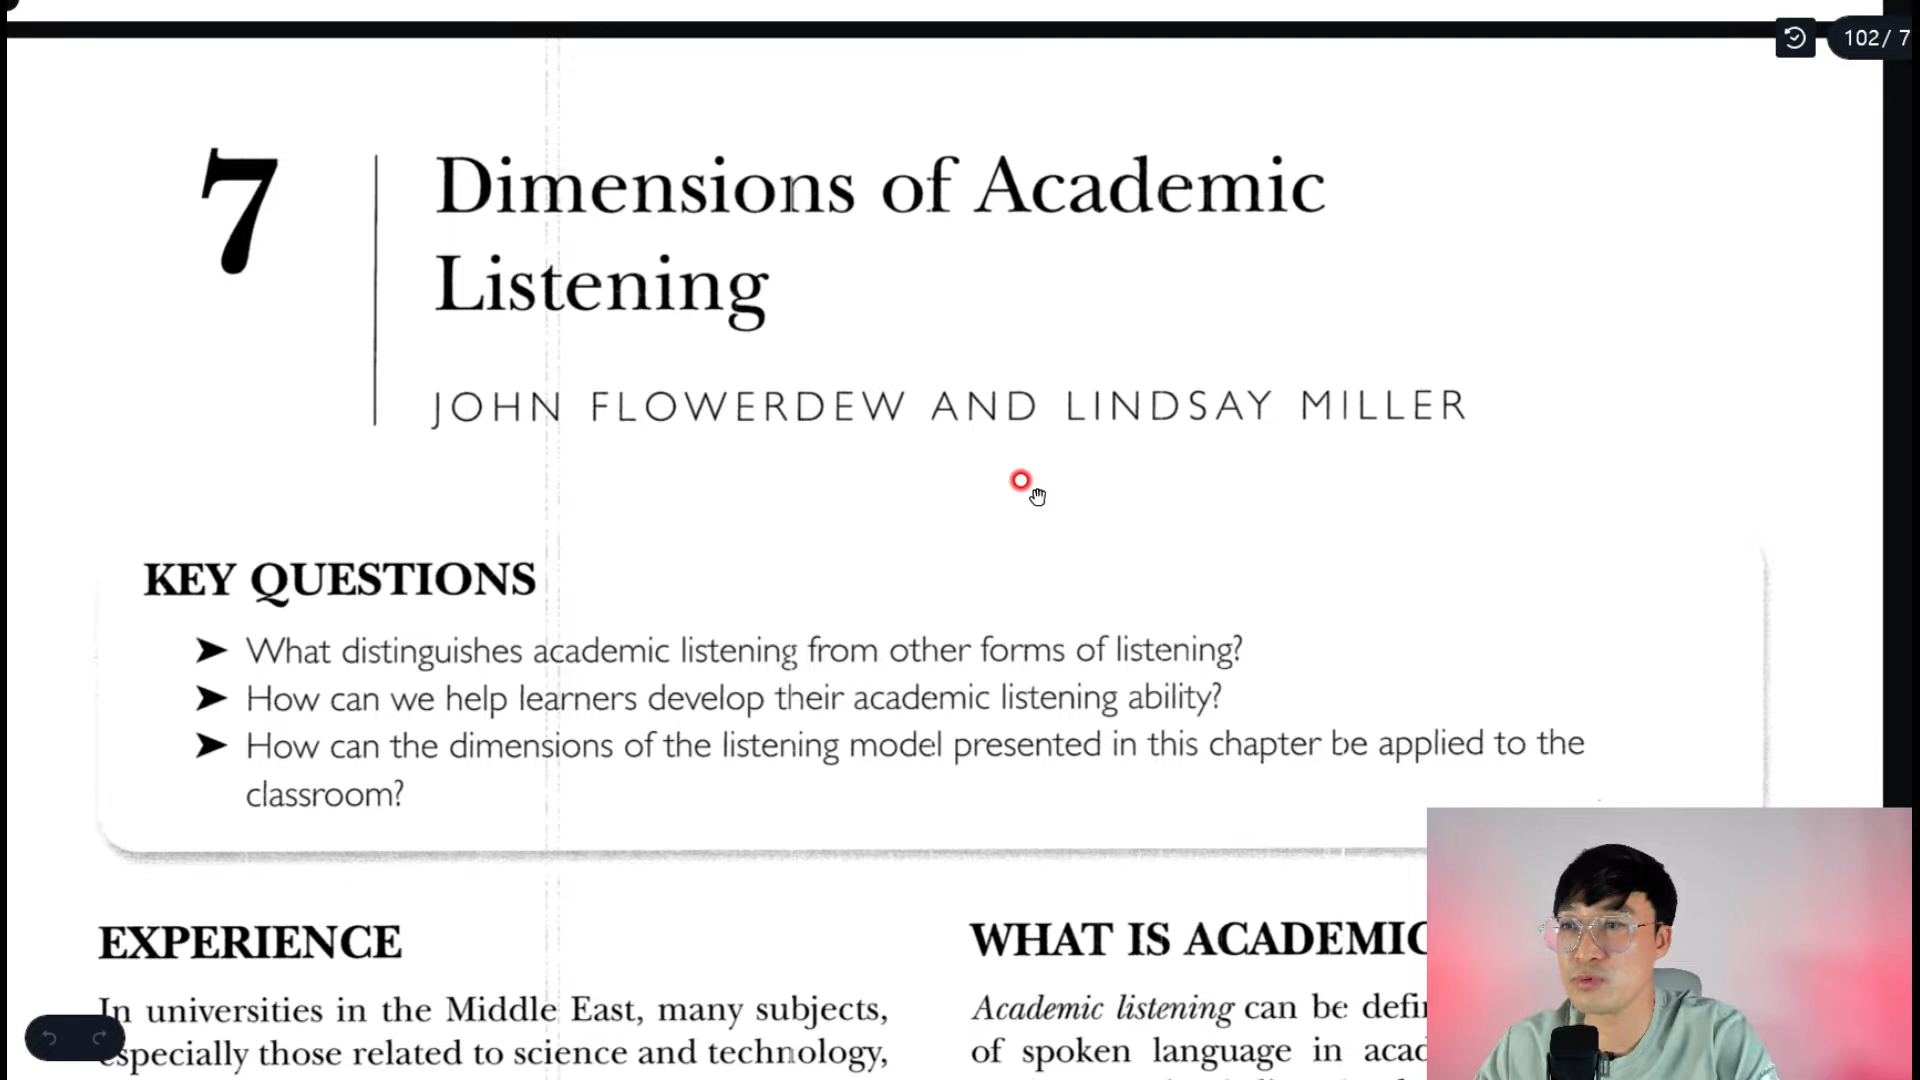 102/ 7
7
Dimensions of Academic
Listening
JOHN FLOWERDEW AND LINDSAY MILLER
KEY QUESTIONS
➤ What distinguishes academic listening from other forms of listening?
➤ How can we help learners develop their academic listening ability?
➤ How can the dimensions of the listening model presented in this chapter be applied to the
classroom?
EXPERIENCE
In universities in the Middle East, many subjects,
especially those related to science and technology,
WHAT IS ACADEMIC
Academic listening can be defi
of spoken language in acad